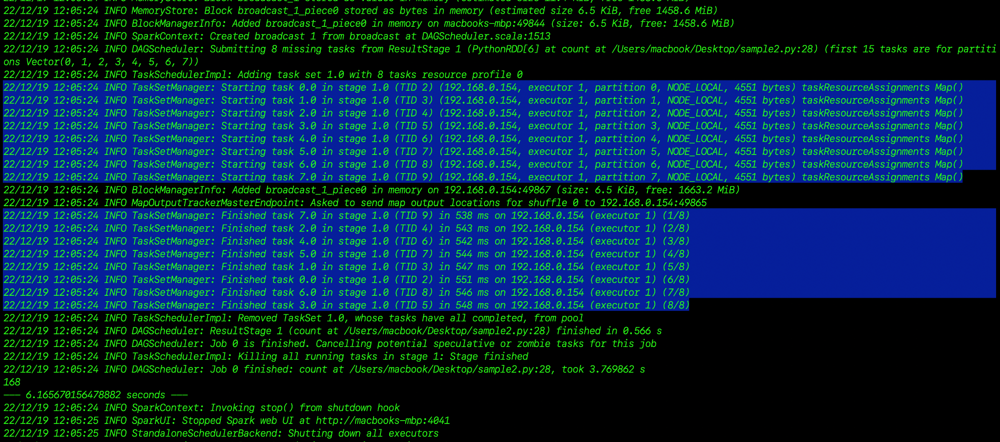 22/12/19 12:05:24 INFO MemoryStore: Block broadcast_1_piece0 stored as bytes in memory (estimated size 6.5 KiB, free 1458.6 MiB)
22/12/19 12:05:24 INFO BlockManagerInfo: Added broadcast_1_piece0 in memory on macbooks-mbp:49844 (size: 6.5 KiB, free: 1458.6 MiB)
22/12/19 12:05:24 INFO SparkContext: Created broadcast 1 from broadcast at DAGScheduler.scala:1513
22/12/19 12:05:24 INFO DAGScheduler: Submitting 8 missing tasks from ResultStage 1 (PythonRDD[6] at count at /Users/macbook/Desktop/sample2.py:28) (first 15 tasks are for partiti
ons Vector(0, 1, 2, 3, 4, 5, 6, 7))
22/12/19 12:05:24 INFO TaskSchedulerImpl: Adding task set 1.0 with 8 tasks resource profile 0
22/12/19 12:05:24 INFO TaskSetManager: Starting task 0.0 in stage 1.0 (TID 2) (192.168.0.154, executor 1, partition 0, NODE_LOCAL, 4551 bytes) taskResourceAssignments Map()
22/12/19 12:05:24 INFO TaskSetManager: Starting task 1.0 in stage 1.0 (TID 3) (192.168.0.154, executor 1, partition 1, NODE_LOCAL, 4551 bytes) taskResourceAssignments Map()
22/12/19 12:05:24 INFO TaskSetManager: Starting task 2.0 in stage 1.0 (TID 4) (192.168.0.154, executor 1, partition 2, NODE_LOCAL, 4551 bytes) taskResourceAssignments Map()
22/12/19 12:05:24 INFO TaskSetManager: Starting task 3.0 in stage 1.0 (TID 5) (192.168.0.154, executor 1, partition 3, NODE_LOCAL, 4551 bytes) taskResourceAssignments Map()
22/12/19 12:05:24 INFO TaskSetManager: Starting task 4.0 in stage 1.0 (TID 6) (192.168.0.154, executor 1, partition 4, NODE_LOCAL, 4551 bytes) taskResourceAssignments Map()
22/12/19 12:05:24 INFO TaskSetManager: Starting task 5.0 in stage 1.0 (TID 7) (192.168.0.154, executor 1, partition 5, NODE_LOCAL, 4551 bytes) taskResourceAssignments Map()
22/12/19 12:05:24 INFO TaskSetManager: Starting task 6.0 in stage 1.0 (TID 8) (192.168.0.154, executor 1, partition 6, NODE_LOCAL, 4551 bytes) taskResourceAssignments Map()
22/12/19 12:05:24 INFO TaskSetManager: Starting task 7.0 in stage 1.0 (TID 9) (192.168.0.154, executor 1, partition 7, NODE_LOCAL, 4551 bytes) taskResourceAssignments Map()
22/12/19 12:05:24 INFO BlockManagerInfo: Added broadcast_1_piece0 in memory on 192.168.0.154:49867 (size: 6.5 KiB, free: 1663.2 MiB)
22/12/19 12:05:24 INFO MapOutputTrackerMasterEndpoint: Asked to send map output locations for shuffle 0 to 192.168.0.154:49865
22/12/19 12:05:24 INFO TaskSetManager: Finished task 7.0 in stage 1.0 (TID 9) in 538 ms on 192.168.0.154 (executor 1) (1/8)
22/12/19 12:05:24 INFO TaskSetManager: Finished task 2.0 in stage 1.0 (TID 4) in 543 ms on 192.168.0.154 (executor 1) (2/8)
22/12/19 12:05:24 INFO TaskSetManager: Finished task 4.0 in stage 1.0 (TID 6) in 542 ms on 192.168.0.154 (executor 1) (3/8)
22/12/19 12:05:24 INFO TaskSetManager: Finished task 5.0 in stage 1.0 (TID 7) in 544 ms on 192.168.0.154 (executor 1) (4/8)
22/12/19 12:05:24 INFO TaskSetManager: Finished task 1.0 in stage 1.0 (TID 3) in 547 ms on 192.168.0.154 (executor 1) (5/8)
22/12/19 12:05:24 INFO TaskSetManager: Finished task 0.0 in stage 1.0 (TID 2) in 551 ms on 192.168.0.154 (executor 1) (6/8)
22/12/19 12:05:24 INFO TaskSetManager: Finished task 6.0 in stage 1.0 (TID 8) in 546 ms on 192.168.0.154 (executor 1) (7/8)
22/12/19 12:05:24 INFO TaskSetManager: Finished task 3.0 in stage 1.0 (TID 5) in 548 ms on 192.168.0.154 (executor 1) (8/8)
22/12/19 12:05:24 INFO TaskSchedulerImpl: Removed TaskSet 1.0, whose tasks have all completed, from pool
22/12/19 12:05:24 INFO DAGScheduler: ResultStage 1 (count at /Users/macbook/Desktop/sample2.py:28) finished in 0.566 s
22/12/19 12:05:24 INFO DAGScheduler: Job 0 is finished. Cancelling potential speculative or zombie tasks for this job
22/12/19 12:05:24 INFO TaskSchedulerImpl: Killing all running tasks in stage 1: Stage finished
22/12/19 12:05:24 INFO DAGScheduler: Job 0 finished: count at /Users/macbook/Desktop/sample2.py:28, took 3.769862 s
168
--- 6.165670156478882 seconds ---
22/12/19 12:05:24 INFO SparkContext: Invoking stop() from shutdown hook
22/12/19 12:05:25 INFO SparkUI: Stopped Spark web UI at http://macbooks-mbp:4041
22/12/19 12:05:25 INFO StandaloneSchedulerBackend: Shutting down all executors